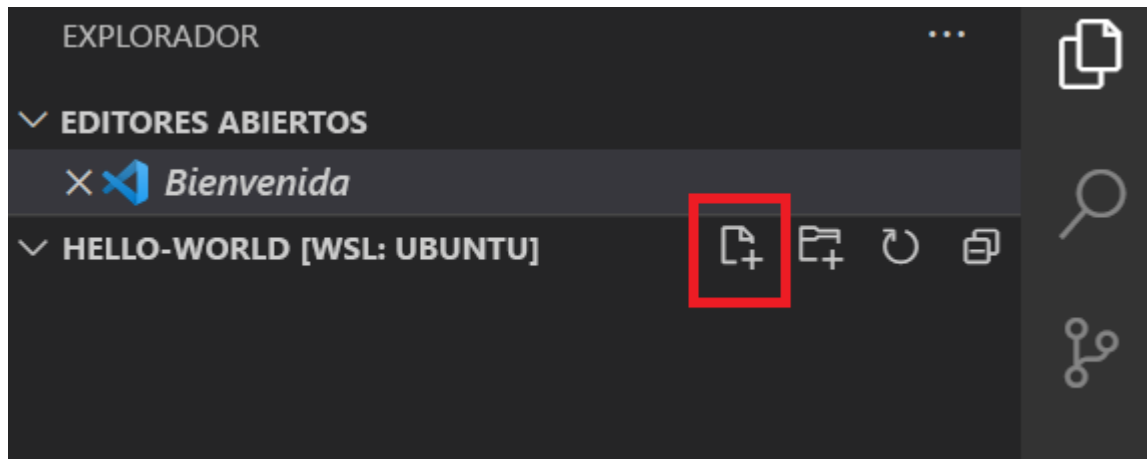 EXPLORADOR
EDITORES ABIERTOS
Bienvenida
HELLO-WORLD [WSL: UBUNTU]